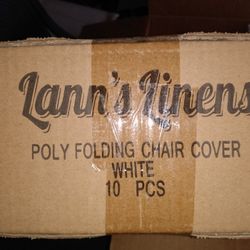 Lann's Linens
POLY FOLDING CHAIR COVER
WHITE
10 PCS